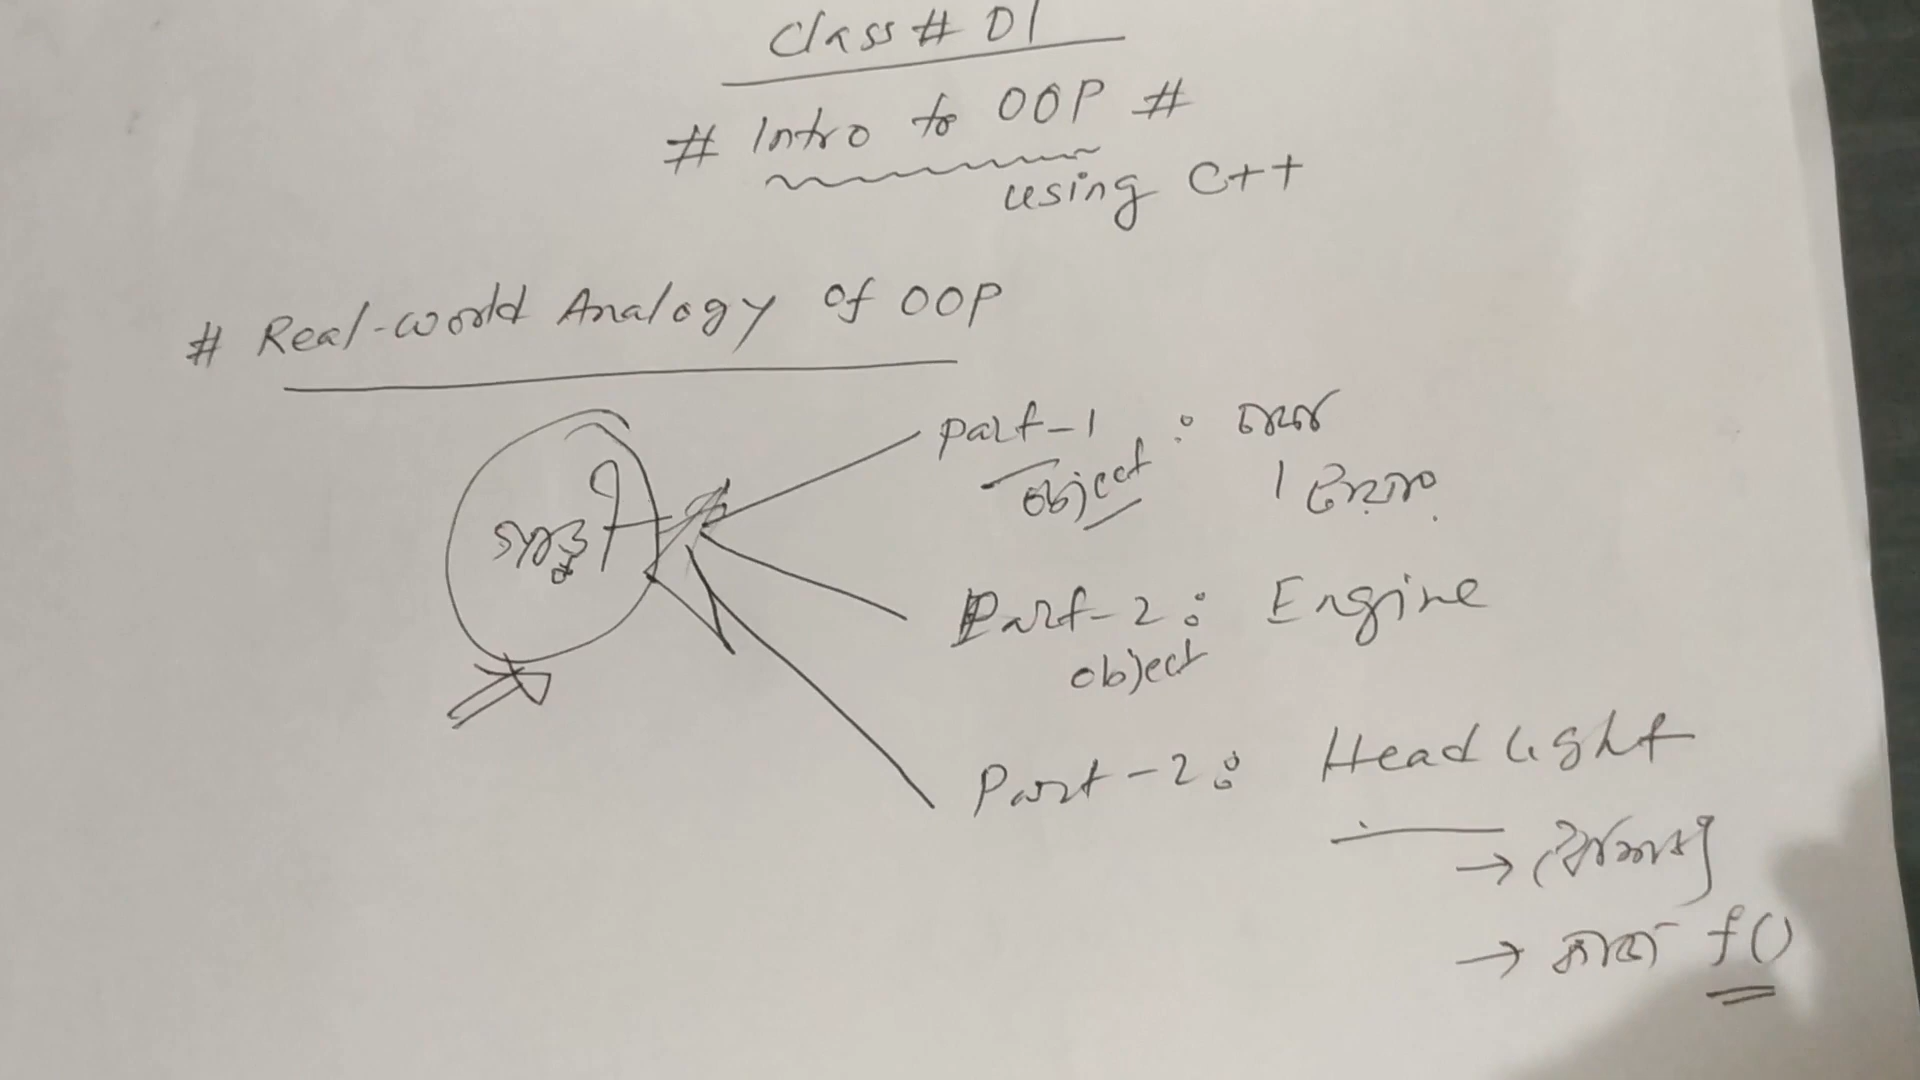 Class # 01
# Intro to OOP #
using C++
# Real-world Analogy of OOP
গাড়ি
part-1 :
object
Part-2 : Engine
object
Part-2 : Head light
→
→ কাজ f()